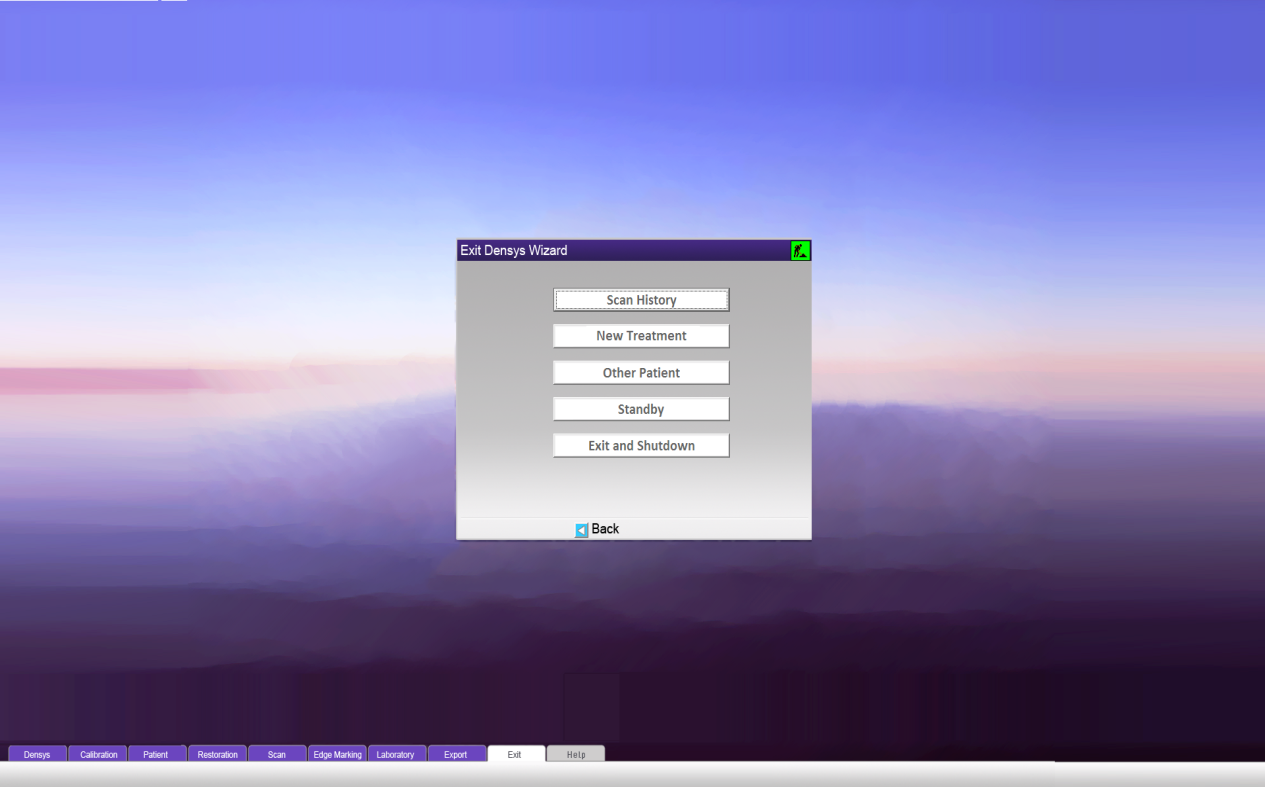 Exit Densys Wizard
Scan History
New Treatment
Other Patient
Standby
Exit and Shutdown
Back
Densys Calibration Patient Restoration Scan Edge Marking Laboratory Export Exit Help